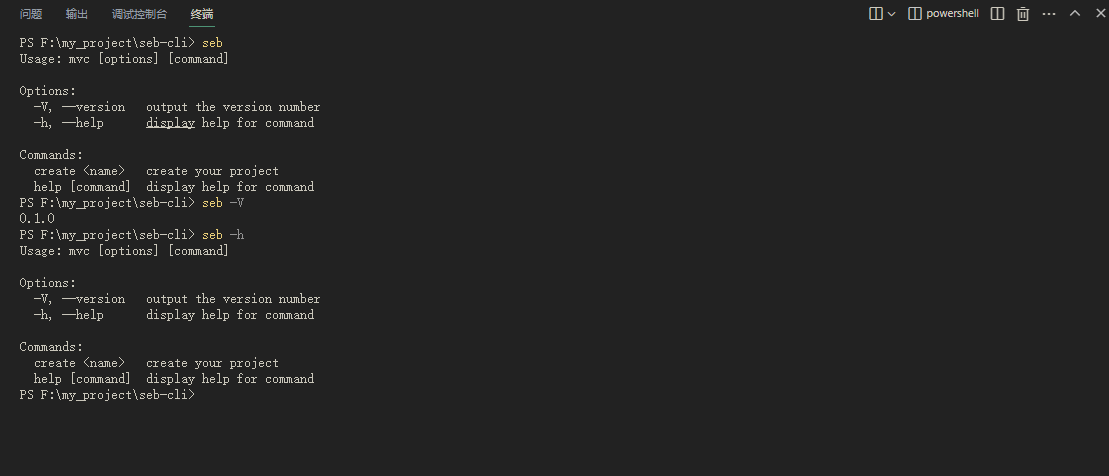 问题 输出 调试控制台 终端 powershell
PS F:\my_project\seb-cli> seb
Usage: mvc [options] [command]
Options:
-V, --version output the version number
-h, --help display help for command
Commands:
create <name> create your project
help [command] display help for command
PS F:\my_project\seb-cli> seb -V
0.1.0
PS F:\my_project\seb-cli> seb -h
Usage: mvc [options] [command]
Options:
-V, --version output the version number
-h, --help display help for command
Commands:
create <name> create your project
help [command] display help for command
PS F:\my_project\seb-cli>